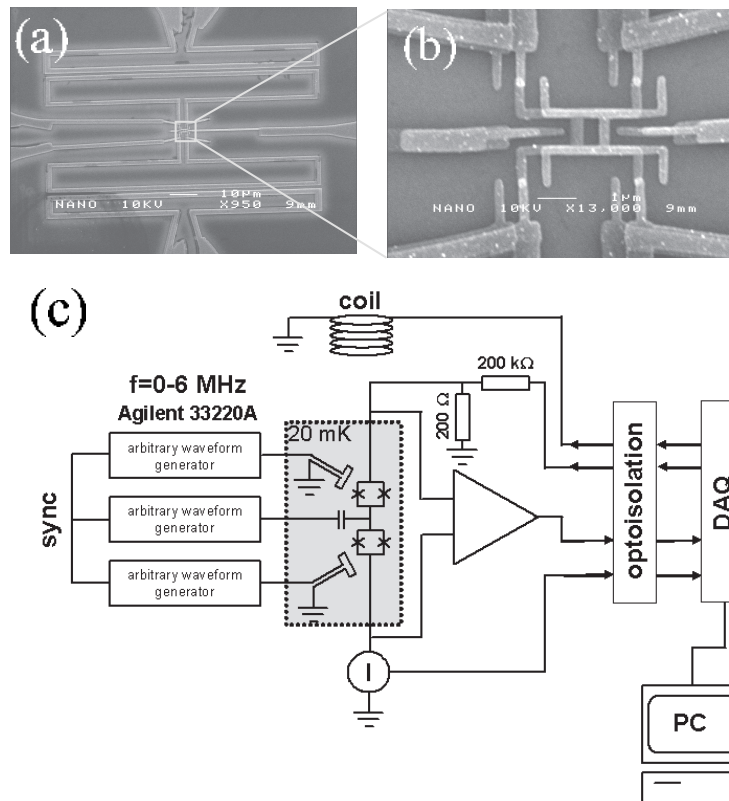 (a)
10μm
NANO 10KV X950 9mm
(b)
1μm
NANO 10KV X13,000 9mm
(c)
coil
f=0-6 MHz
Agilent 33220A
200 kΩ
200 Ω
20 mK
arbitrary waveform
generator
arbitrary waveform
generator
arbitrary waveform
generator
sync
I
optoisolation
DAQ
PC